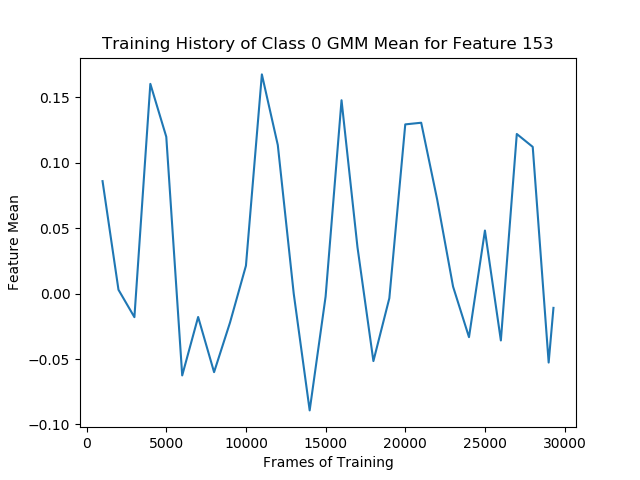 Training History of Class 0 GMM Mean for Feature 153
Feature Mean
0.15
0.10
0.05
0.00
−0.05
−0.10
0 5000 10000 15000 20000 25000 30000
Frames of Training